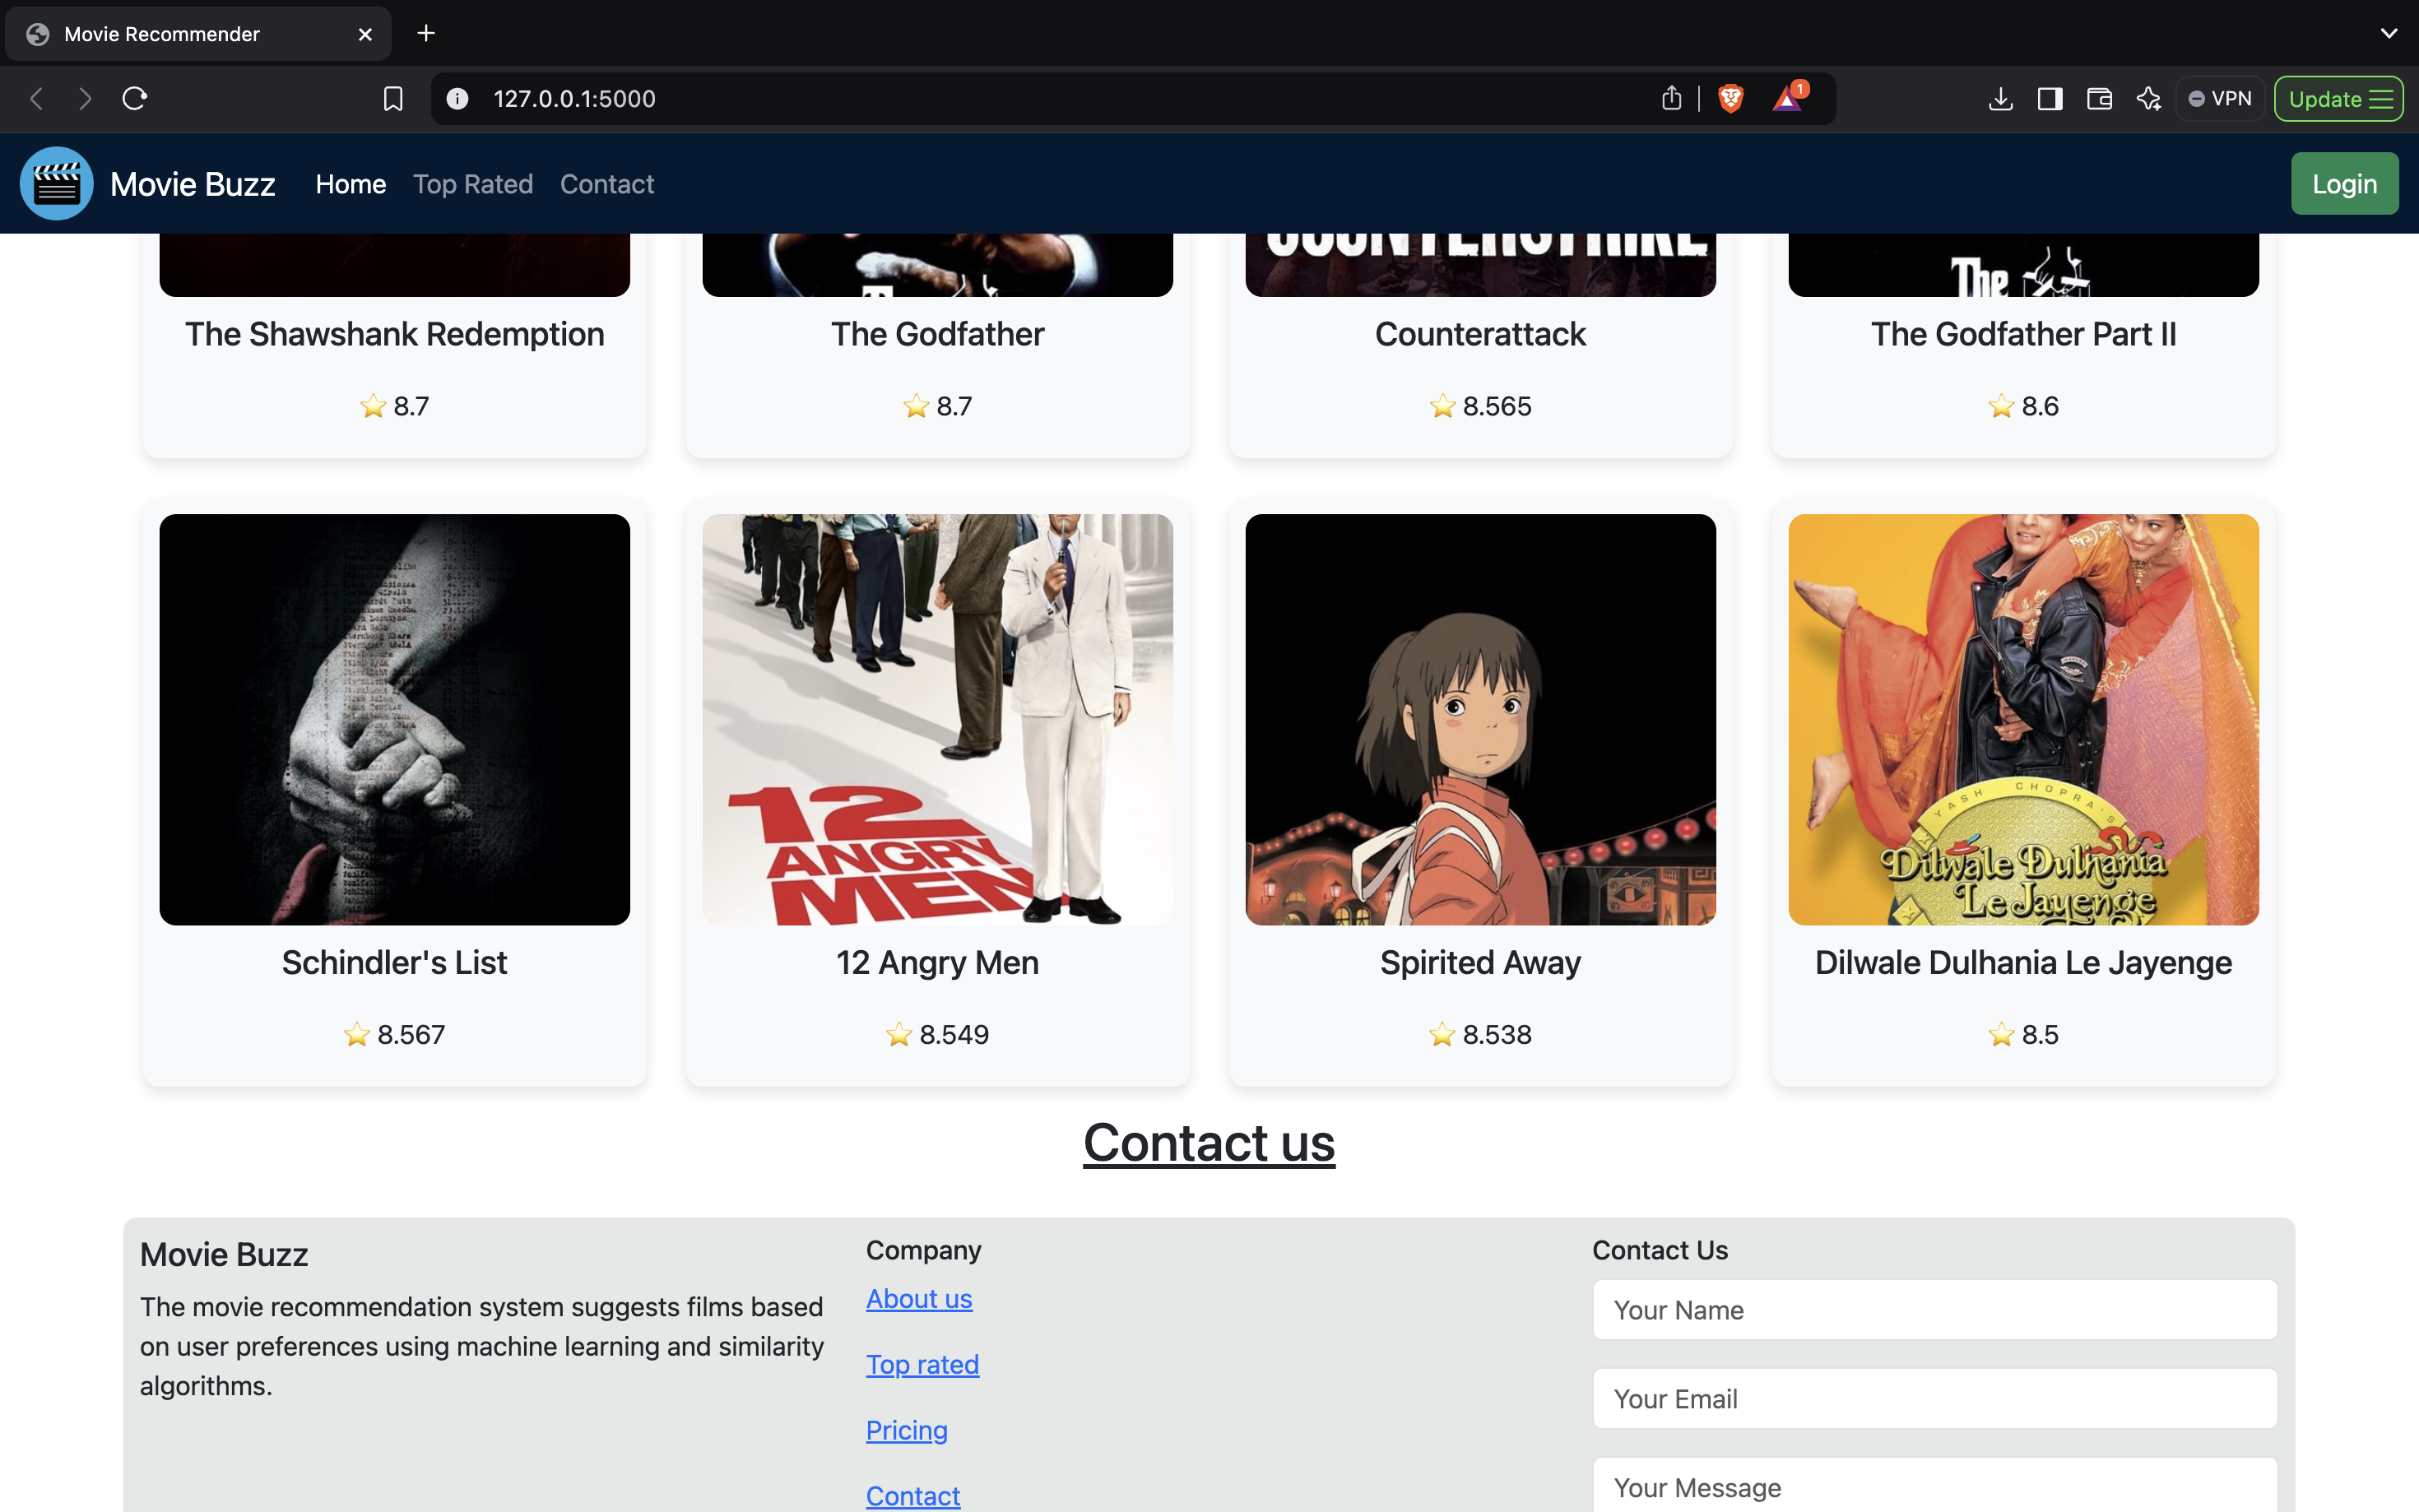 Movie Recommender
127.0.0.1:5000
1
VPN
Update
Movie Buzz
Home
Top Rated
Contact
Login
COUNTERSTRIKE
The
The Shawshank Redemption
The Godfather
Counterattack
The Godfather Part II
⭐ 8.7
⭐ 8.7
⭐ 8.565
⭐ 8.6
12
ANGRY
MEN
YASH CHOPRA'S
Dilwale Dulhania
Le Jayenge
Schindler's List
12 Angry Men
Spirited Away
Dilwale Dulhania Le Jayenge
⭐ 8.567
⭐ 8.549
⭐ 8.538
⭐ 8.5
Contact us
Movie Buzz
The movie recommendation system suggests films based
on user preferences using machine learning and similarity
algorithms.
Company
About us
Top rated
Pricing
Contact
Contact Us
Your Name
Your Email
Your Message